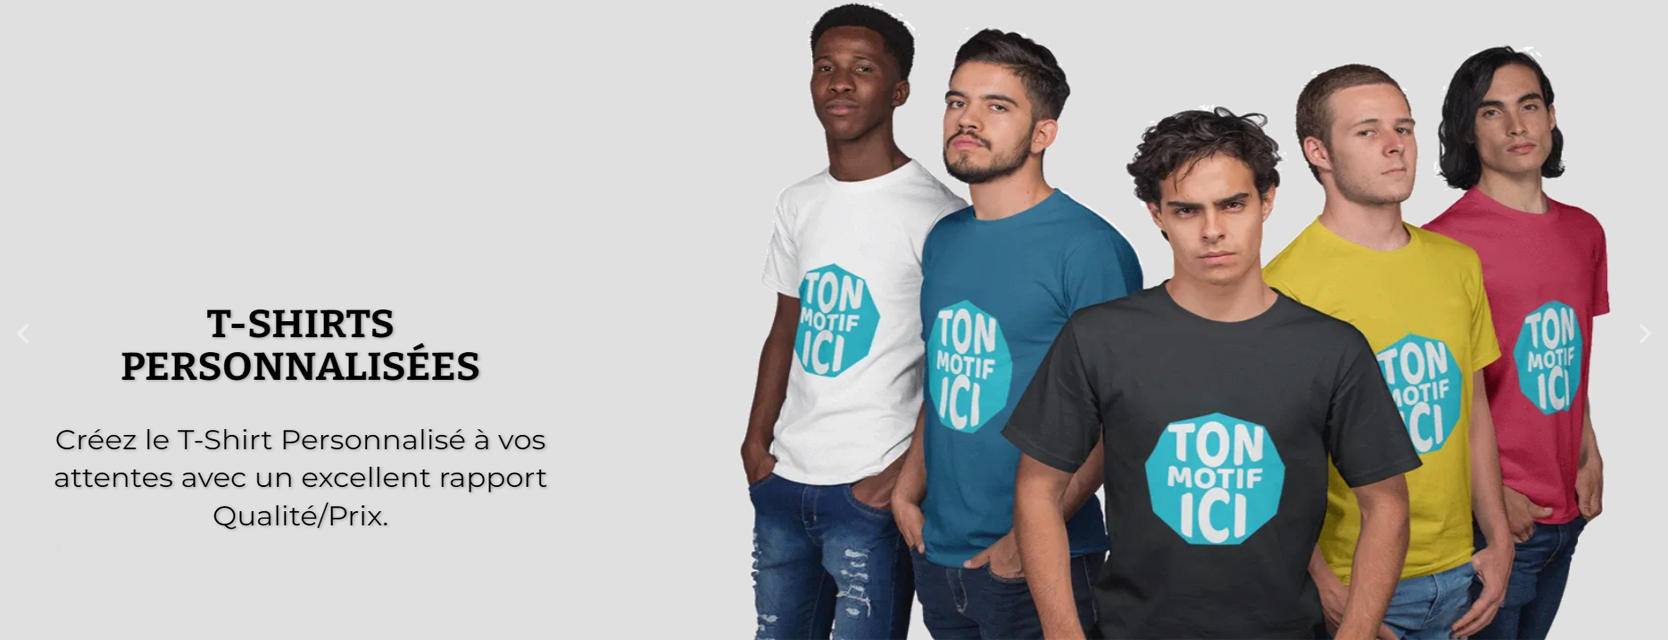 T-SHIRTS
PERSONNALISÉES
Créez le T-Shirt Personnalisé à vos
attentes avec un excellent rapport
Qualité/Prix.
TON
MOTIF
ICI
TON
MOTIF
ICI
TON
MOTIF
ICI
TON
MOTIF
ICI
TON
MOTIF
ICI